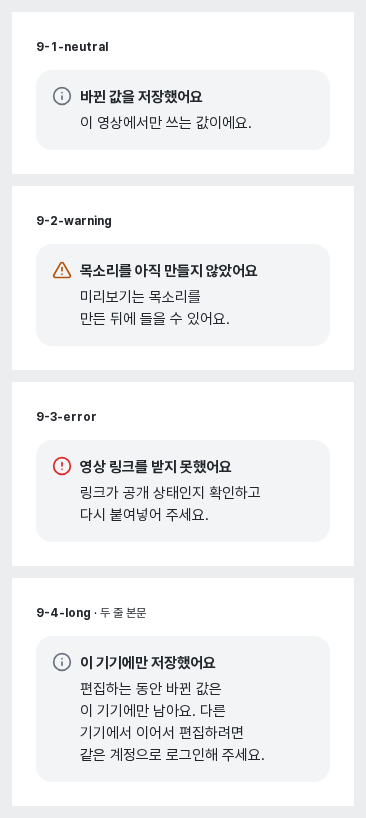 9-1-neutral
바뀐 값을 저장했어요
이 영상에서만 쓰는 값이에요.
9-2-warning
목소리를 아직 만들지 않았어요
미리보기는 목소리를
만든 뒤에 들을 수 있어요.
9-3-error
영상 링크를 받지 못했어요
링크가 공개 상태인지 확인하고
다시 붙여넣어 주세요.
9-4-long · 두 줄 본문
이 기기에만 저장했어요
편집하는 동안 바뀐 값은
이 기기에만 남아요. 다른
기기에서 이어서 편집하려면
같은 계정으로 로그인해 주세요.